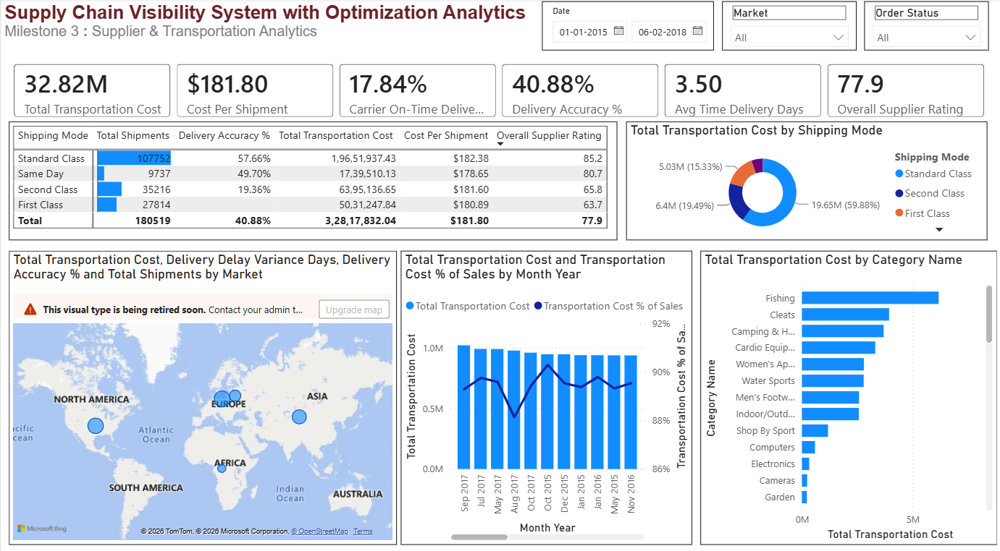 Supply Chain Visibility System with Optimization Analytics
Milestone 3 : Supplier & Transportation Analytics
Date
01-01-2015
06-02-2018
Market
All
Order Status
All
32.82M
Total Transportation Cost
$181.80
Cost Per Shipment
17.84%
Carrier On-Time Delive...
40.88%
Delivery Accuracy %
3.50
Avg Time Delivery Days
77.9
Overall Supplier Rating
Shipping Mode Total Shipments Delivery Accuracy % Total Transportation Cost Cost Per Shipment Overall Supplier Rating
Standard Class 107752 57.66% 1,96,51,937.43 $182.38 85.2
Same Day 9737 49.70% 17,39,510.13 $178.65 80.7
Second Class 35216 19.36% 63,95,136.65 $181.60 65.8
First Class 27814 50,31,247.84 $180.89 63.7
Total 180519 40.88% 3,28,17,832.04 $181.80 77.9
Total Transportation Cost by Shipping Mode
5.03M (15.33%)
6.4M (19.49%)
19.65M (59.88%)
Shipping Mode
Standard Class
Second Class
First Class
Total Transportation Cost, Delivery Delay Variance Days, Delivery
Accuracy % and Total Shipments by Market
This visual type is being retired soon. Contact your admin t...
Upgrade map
NORTH AMERICA
EUROPE
ASIA
acific
cean
Atlantic
Ocean
AFRICA
SOUTH AMERICA
Indian
Ocean
AUSTRALIA
Microsoft Bing
© 2026 TomTom, © 2026 Microsoft Corporation, © OpenStreetMap Terms
Total Transportation Cost and Transportation
Cost % of Sales by Month Year
Total Transportation Cost
Transportation Cost % of Sales
Total Transportation Cost
1.0M
0.5M
0.0M
92%
90%
88%
86%
Transportation Cost % of Sa...
Sep 2017
Jul 2017
May 2017
Aug 2017
Oct 2017
Oct 2015
Dec 2015
Jan 2015
Jan 2016
May 2015
Nov 2016
Month Year
Total Transportation Cost by Category Name
Category Name
Fishing
Cleats
Camping & H...
Cardio Equip...
Women's Ap...
Water Sports
Men's Footw...
Indoor/Outd...
Shop By Sport
Computers
Electronics
Cameras
Garden
0M
5M
Total Transportation Cost